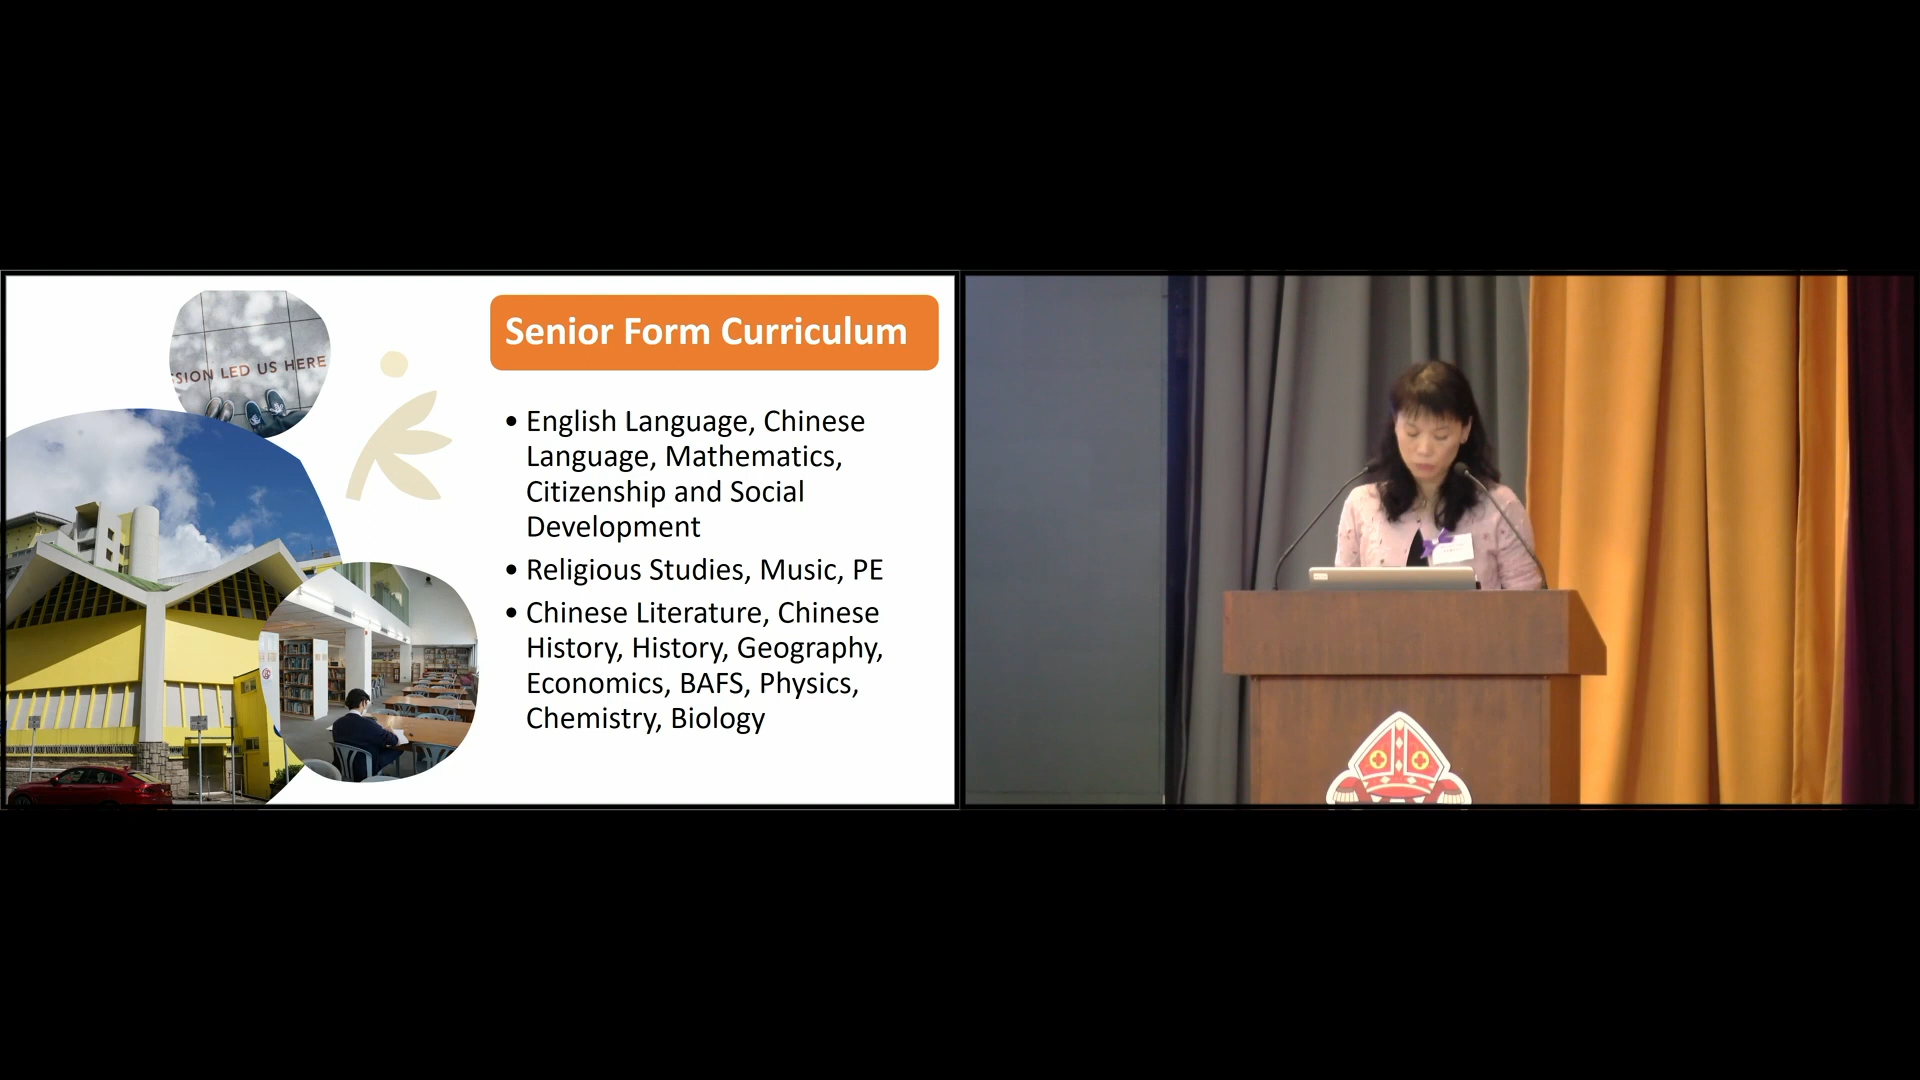 Senior Form Curriculum
SSION LED US HERE
• English Language, Chinese
Language, Mathematics,
Citizenship and Social
Development
• Religious Studies, Music, PE
• Chinese Literature, Chinese
History, History, Geography,
Economics, BAFS, Physics,
Chemistry, Biology